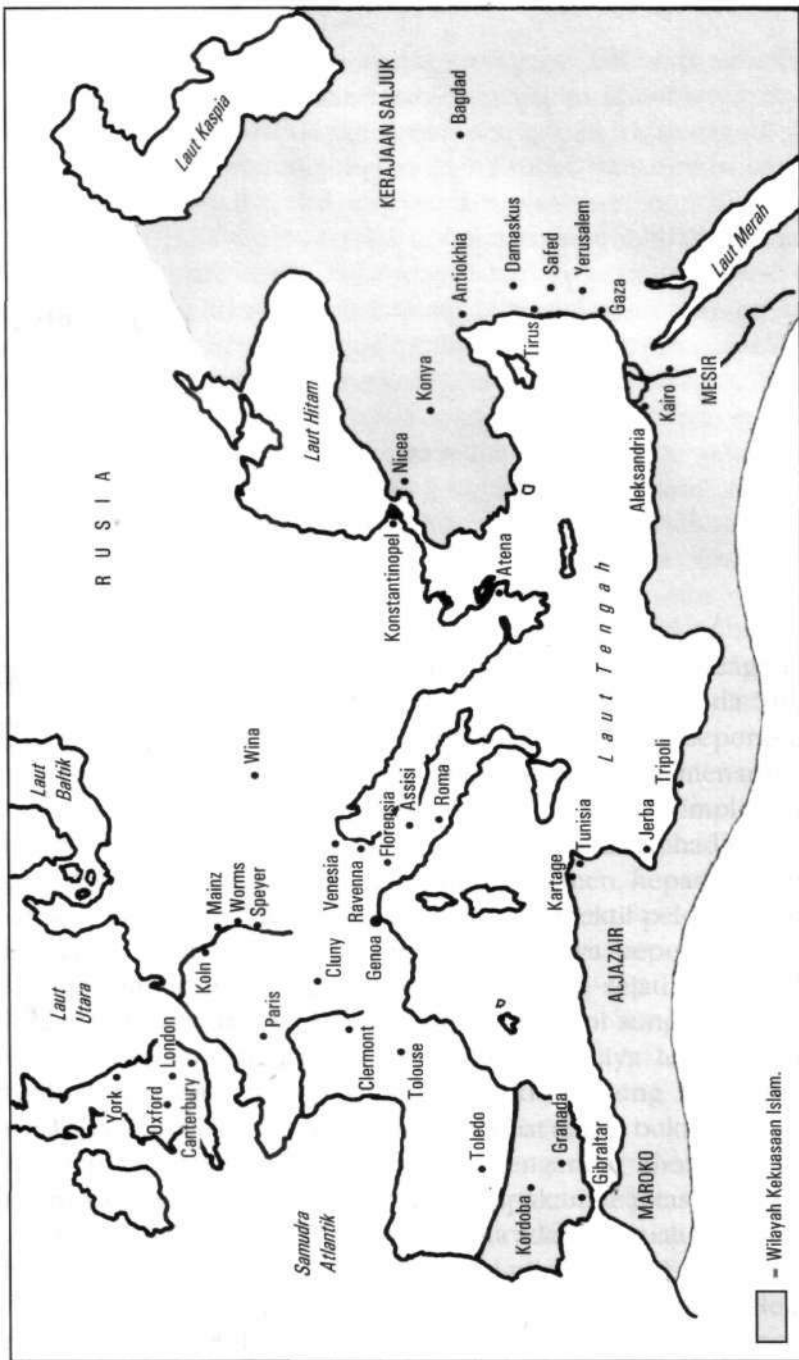 Laut Kaspia
KERAJAAN SALJUK
Bagdad
RUSIA
Laut Hitam
Antiokhia
Damaskus
Safed
Yerusalem
Tirus
Gaza
Laut Merah
Konya
Nicea
Konstantinopel
Kairo
MESIR
Aleksandria
Atena
Laut Tengah
Laut
Baltik
Wina
Venesia
Ravenna
Florensia
Assisi
Roma
Tripoli
Jerba
Tunisia
Kartage
Laut
Utara
Mainz
Worms
Speyer
Koln
Cluny
Genoa
ALJAZAIR
Paris
Clermont
Tolouse
York
Oxford
London
Canterbury
Samudra
Atlantik
Toledo
Kordoba
Granada
Gibraltar
MAROKO
= Wilayah Kekuasaan Islam.